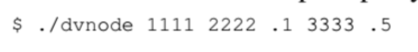 $ ./dvnode 1111 2222 .1 3333 .5